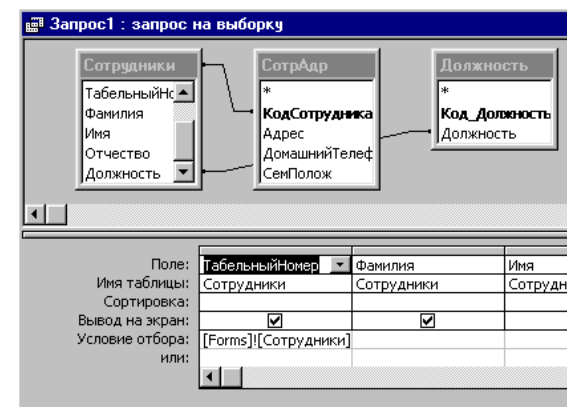 Запрос1 : запрос на выборку
Сотрудники
ТабельныйНо
Фамилия
Имя
Отчество
Должность
СотрАдр
*
КодСотрудника
Адрес
ДомашнийТелеф
СемПолож
Должность
*
Код_Должность
Должность
Поле: ТабельныйНомер Фамилия Имя
Имя таблицы: Сотрудники Сотрудники Сотрудн
Сортировка:
Вывод на экран:
Условие отбора: [Forms]![Сотрудники]
или: